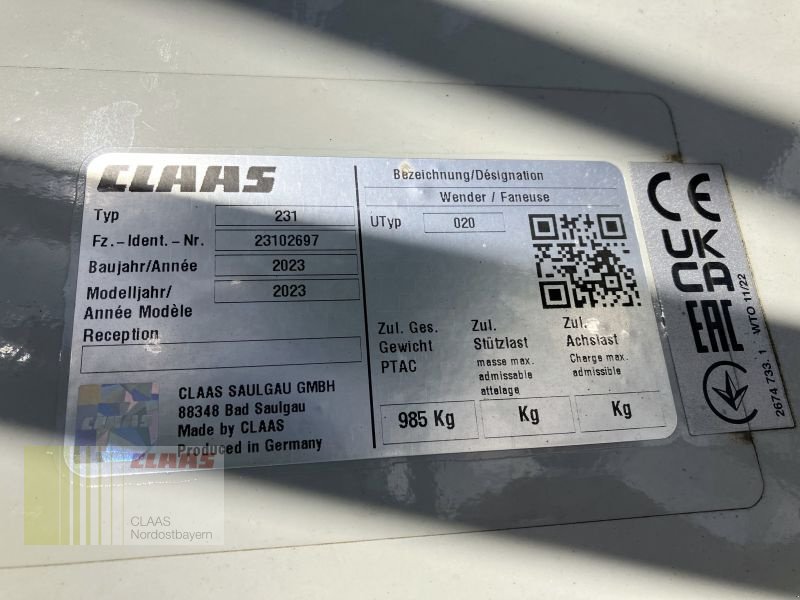 CLAAS
Typ 231
Fz.-Ident.-Nr. 23102697
Baujahr/Année 2023
Modelljahr/
Année Modèle 2023
Reception
CLAAS SAULGAU GMBH
88348 Bad Saulgau
Made by CLAAS
Produced in Germany
Bezeichnung/Désignation
Wender / Faneuse
UTyp 020
Zul. Ges.
Gewicht
PTAC
985 Kg
Zul.
Stützlast
masse max.
admissable
attelage
Kg
Zul.
Achslast
Charge max.
admissible
Kg
CE
UK
CA
EAC
2674 733. 1 WTO 11/22
CLAAS
CLAAS
CLAAS
Nordostbayern